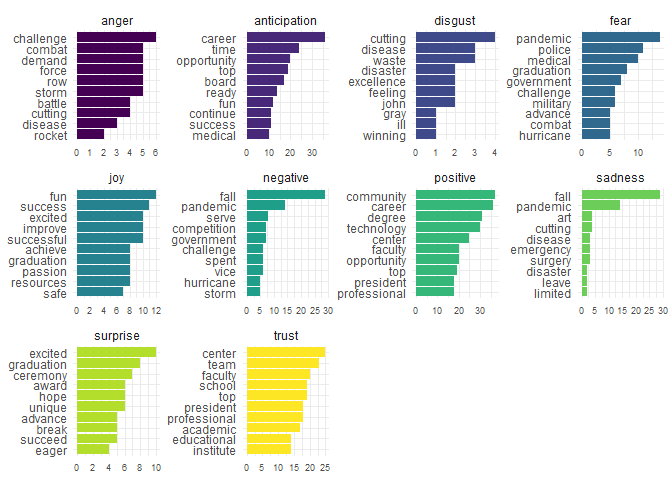 anger
challenge
combat
demand
force
row
storm
battle
cutting
disease
rocket
0 1 2 3 4 5 6
anticipation
career
time
opportunity
top
board
ready
fun
continue
success
medical
0 10 20 30
disgust
cutting
disease
waste
disaster
excellence
feeling
john
gray
ill
winning
0 1 2 3 4
fear
pandemic
police
medical
graduation
government
challenge
military
advance
combat
hurricane
0 5 10
joy
fun
success
excited
improve
successful
achieve
graduation
passion
resources
safe
0 2 4 6 8 10 12
negative
fall
pandemic
serve
competition
government
challenge
spent
vice
hurricane
storm
0 5 10 15 20 25 30
positive
community
career
degree
technology
center
faculty
opportunity
top
president
professional
0 10 20 30
sadness
fall
pandemic
art
cutting
disease
emergency
surgery
disaster
leave
limited
0 5 10 15 20 25 30
surprise
excited
graduation
ceremony
award
hope
unique
advance
break
succeed
eager
0 2 4 6 8 10
trust
center
team
faculty
school
top
president
professional
academic
educational
institute
0 5 10 15 20 25